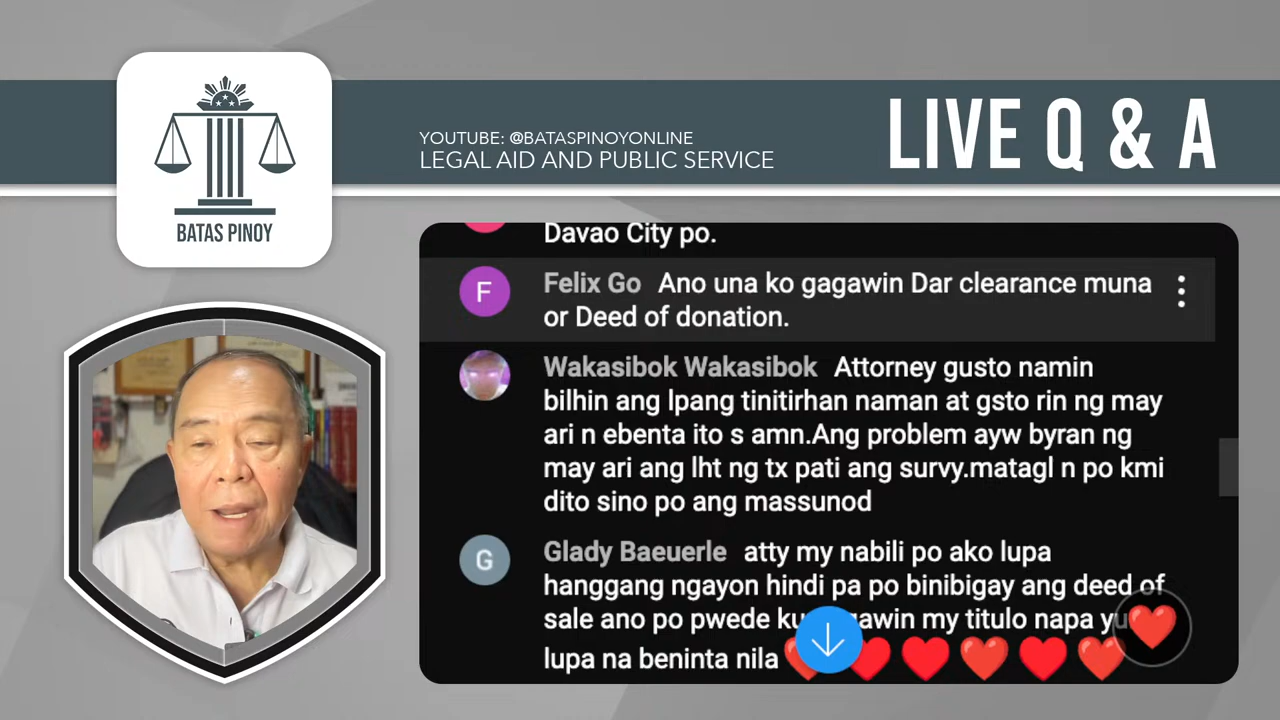 YOUTUBE: @BATASPINOYONLINE
LEGAL AID AND PUBLIC SERVICE
LIVE Q & A
BATAS PINOY
Davao City po.
F
Felix Go Ano una ko gagawin Dar clearance muna
or Deed of donation.
Wakasibok Wakasibok Attorney gusto namin
bilhin ang lpang tinitirhan naman at gsto rin ng may
ari n ebenta ito s amn.Ang problem ayw byran ng
may ari ang lht ng tx pati ang survy.matagl n po kmi
dito sino po ang massunod
G
Glady Baeuerle atty my nabili po ako lupa
hanggang ngayon hindi pa po binibigay ang deed of
sale ano po pwede my titulo napa
lupa na beninta nila